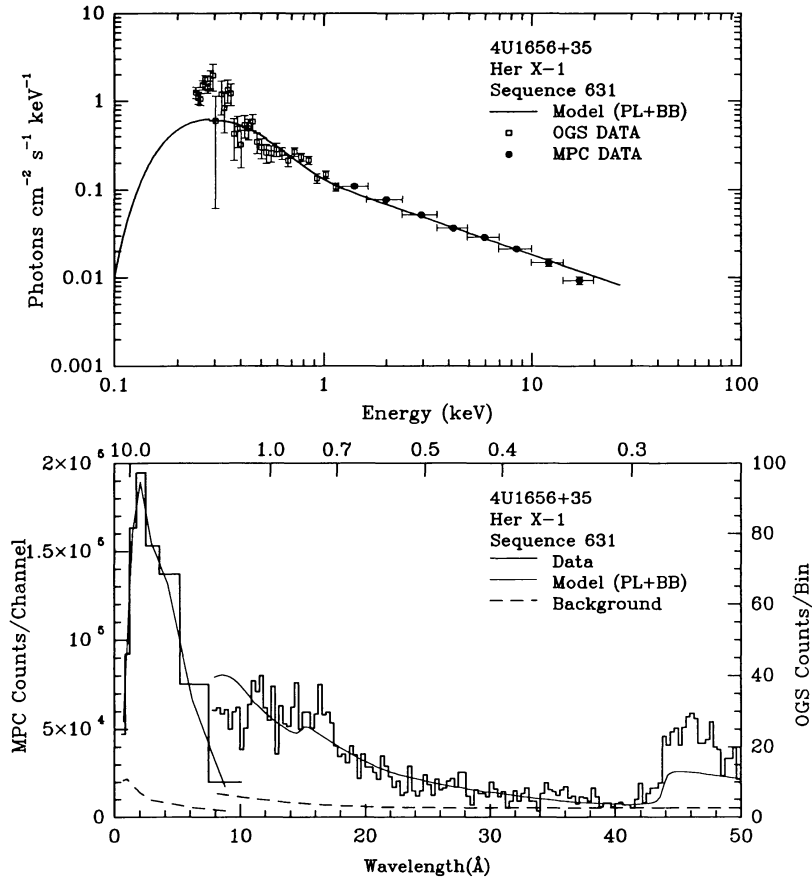 10
1
0.1
0.01
0.001
Photons cm⁻² s⁻¹ keV⁻¹
4U1656+35
Her X−1
Sequence 631
Model (PL+BB)
OGS DATA
MPC DATA
0.1
1
10
100
Energy (keV)
10.0
1.0
0.7
0.5
0.4
0.3
2×10⁵
1.5×10⁵
10⁵
5×10⁴
0
MPC Counts/Channel
4U1656+35
Her X−1
Sequence 631
Data
Model (PL+BB)
Background
100
80
60
40
20
0
OGS Counts/Bin
0
10
20
30
40
50
Wavelength(Å)